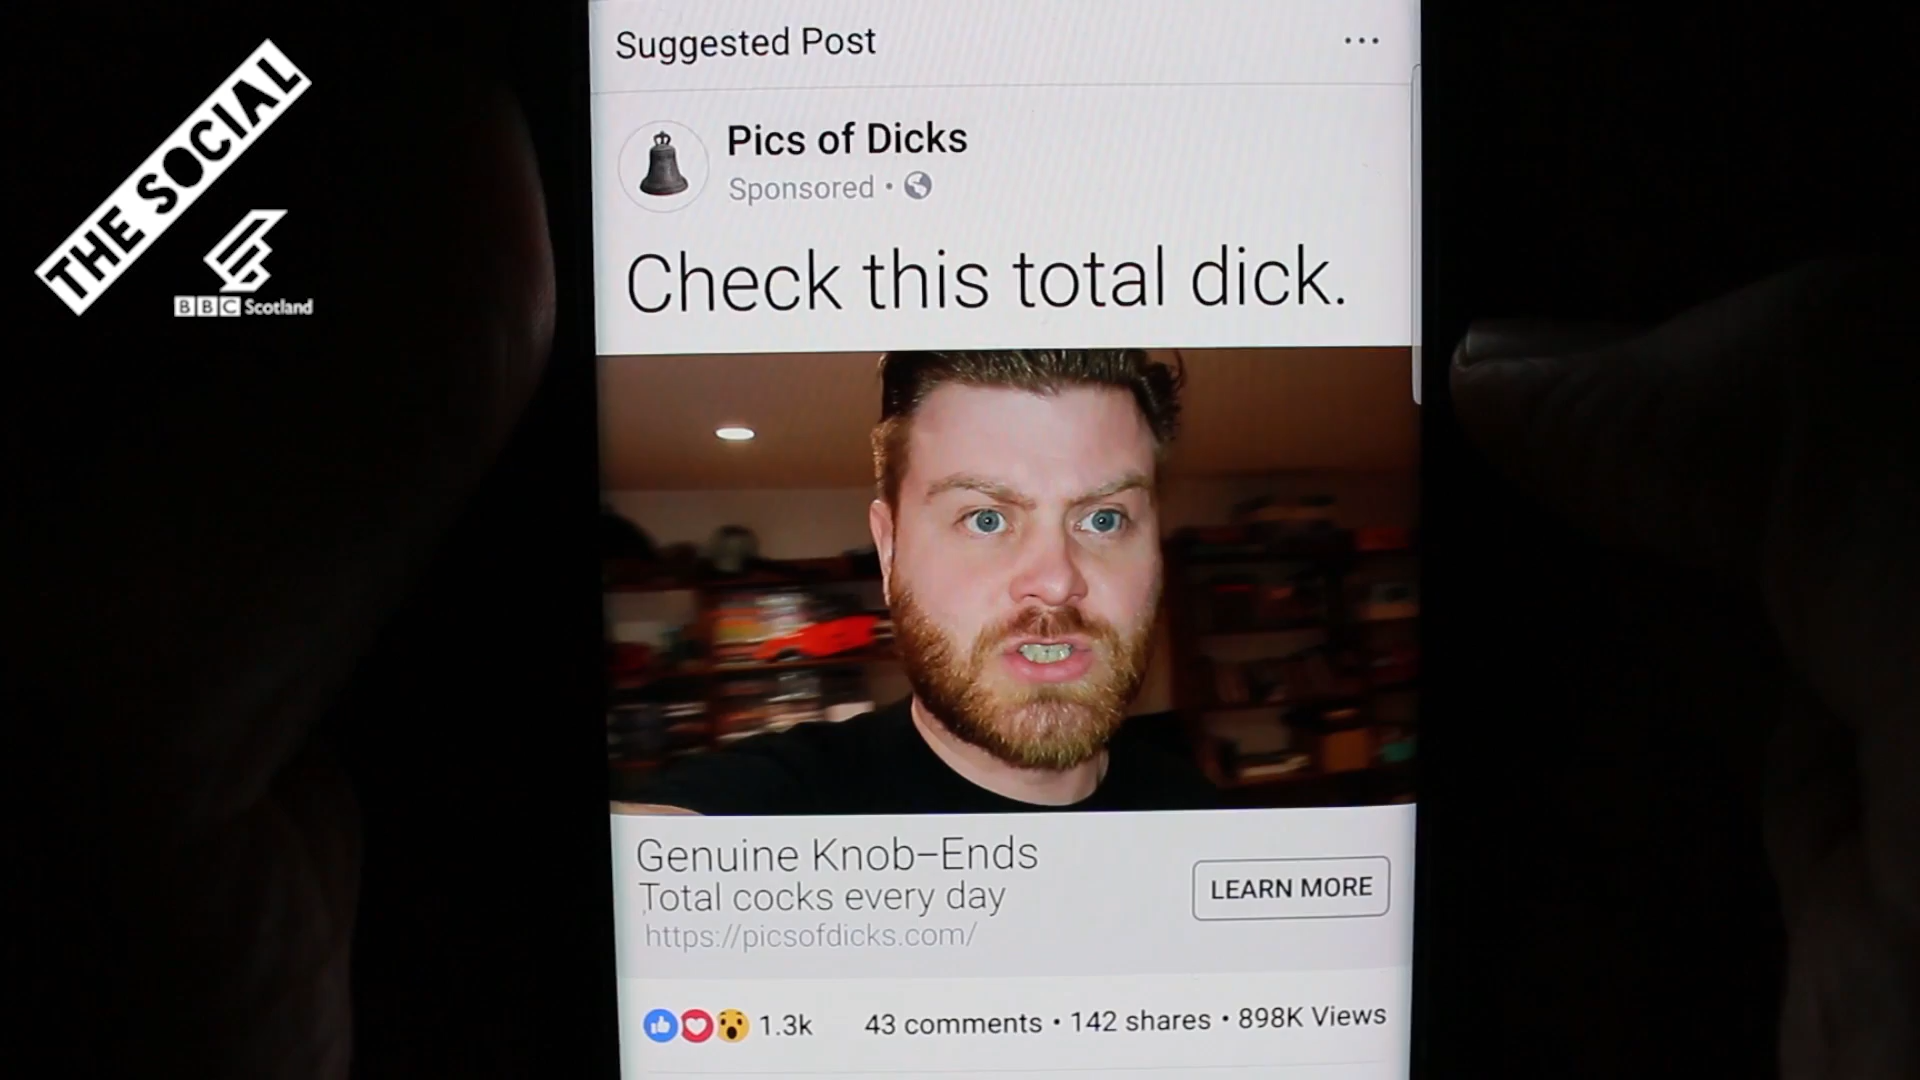 THE SOCIAL
BBC Scotland
Suggested Post
Pics of Dicks
Sponsored
Check this total dick.
Genuine Knob-Ends
Total cocks every day
https://picsofdicks.com/
LEARN MORE
1.3k 43 comments • 142 shares • 898K Views